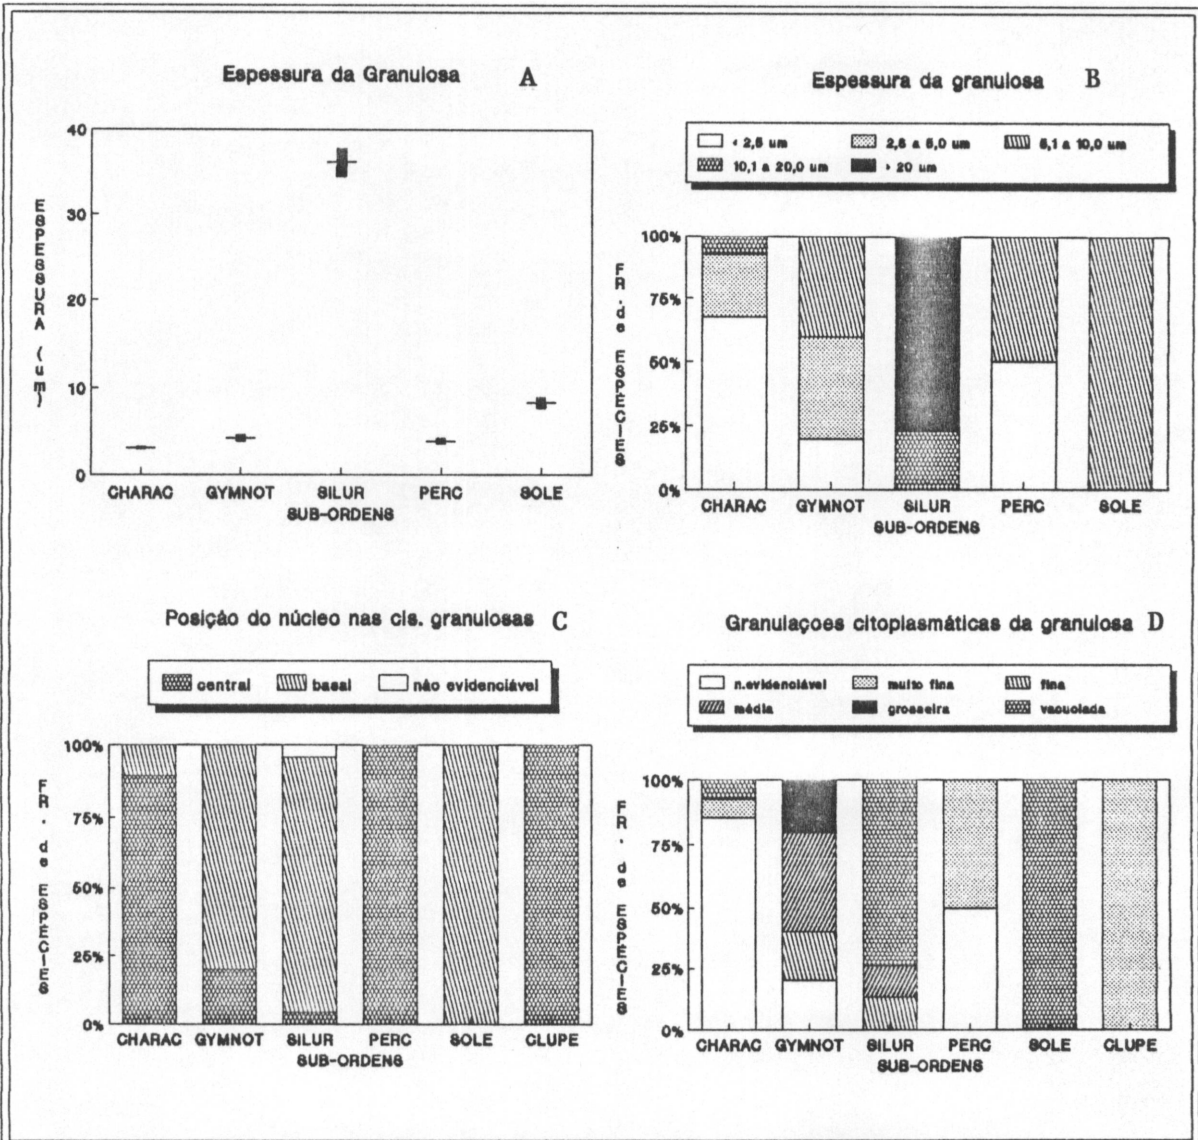 Espessura da Granulosa A
ESPESSURA (um)
40
30
20
10
0
CHARAC GYMNOT SILUR PERC SOLE
SUB-ORDENS
Espessura da granulosa B
< 2,5 um 2,6 a 5,0 um 5,1 a 10,0 um
10,1 a 20,0 um > 20 um
FR. de ESPÉCIES
100%
75%
50%
25%
0%
CHARAC GYMNOT SILUR PERC SOLE
SUB-ORDENS
Posição do núcleo nas cls. granulosas C
central basal não evidenciável
FR. de ESPÉCIES
100%
75%
50%
25%
0%
CHARAC GYMNOT SILUR PERC SOLE CLUPE
SUB-ORDENS
Granulaçoes citoplasmáticas da granulosa D
n.evidenciável muito fina fina
média grosseira vacuolada
FR. de ESPÉCIES
100%
75%
50%
25%
0%
CHARAC GYMNOT SILUR PERC SOLE CLUPE
SUB-ORDENS